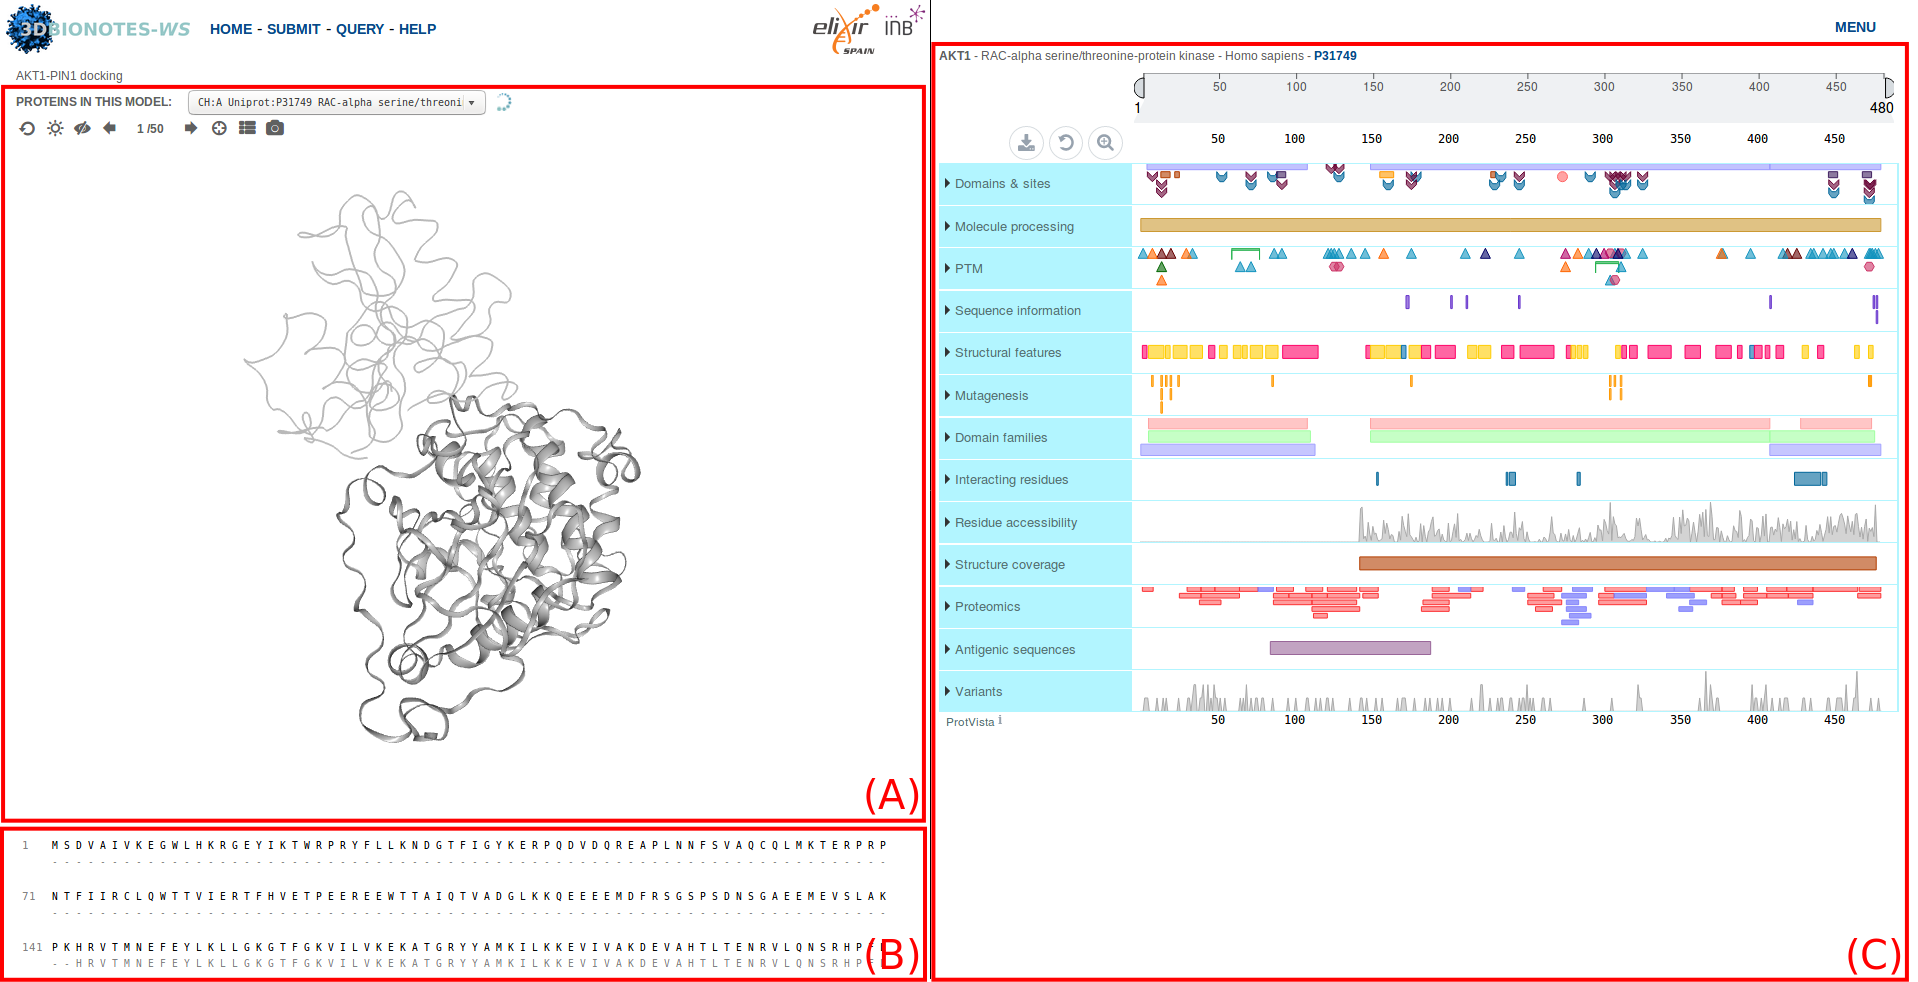 3DBIONOTES-WS
HOME - SUBMIT - QUERY - HELP
elixir
SPAIN
INB
MENU
AKT1-PIN1 docking
PROTEINS IN THIS MODEL:
CH:A Uniprot:P31749 RAC-alpha serine/threoni
1 /50
(A)
1 MSDVAIVKEGWLHKRGEYIKTWRPRYFLLKNDGTFIGYKERPQDVDQREAPLNNFSVAQCQLMKTERPRP
----------------------------------------------------------------------
71 NTFIIRCLQWTTVIERTFHVETPEEREEWTTAIQTVADGLKKQEEEEMDFRSGSPSDNSGAEEMEVSLAK
----------------------------------------------------------------------
141 PKHRVTMNEFEYLKLLGKGTFGKVILVKEKATGRYYAMKILKKEVIVAKDEVAHTLTENRVLQNSRHP
--HRVTMNEFEYLKLLGKGTFGKVILVKEKATGRYYAMKILKKEVIVAKDEVAHTLTENRVLQNSRHP
(B)
AKT1 - RAC-alpha serine/threonine-protein kinase - Homo sapiens - P31749
50 100 150 200 250 300 350 400 450
1 480
50 100 150 200 250 300 350 400 450
Domains & sites
Molecule processing
PTM
Sequence information
Structural features
Mutagenesis
Domain families
Interacting residues
Residue accessibility
Structure coverage
Proteomics
Antigenic sequences
Variants
50 100 150 200 250 300 350 400 450
ProtVista i
(C)